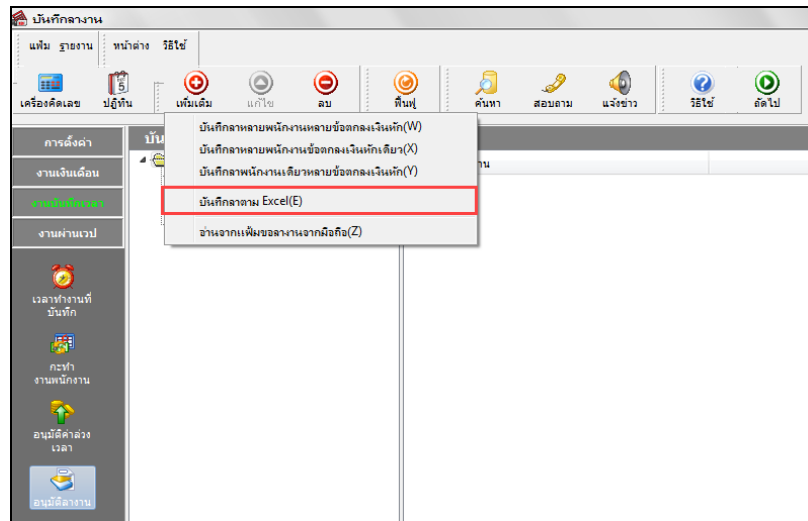 บันทึกลางาน
แฟ้ม ฐายงาน หน้าต่าง วิธีใช้
เครื่องคิดเลข ปฏิทิน เพิ่มเติม แก้ไข ลบ ฟื้นฟู ค้นหา สอบถาม แจ้งข่าว วิธีใช้ ถัดไป
การตั้งค่า
งานเงินเดือน
งานบันทึกเวลา
งานผ่านเวป
เวลาทำงานที่
บันทึก
กะทำ
งานพนักงาน
อนุมัติค่าล่วง
เวลา
อนุมัติลางาน
บัน
บันทึกลาหลายพนักงานหลายข้อตกลงเงินหัก(W)
บันทึกลาหลายพนักงานข้อตกลงเงินหักเดียว(X)
บันทึกลาพนักงานเดียวหลายข้อตกลงเงินหัก(Y)
บันทึกลาตาม Excel(E)
อ่านจากแฟ้มขอลางานจากมือถือ(Z)
าน